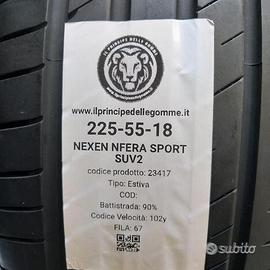 IL PRINCIPE DELLE GOMME
www.ilprincipedellegomme.it
225-55-18
NEXEN NFERA SPORT
SUV2
codice prodotto: 23417
Tipo: Estiva
COD:
Battistrada: 90%
Codice Velocità: 102y
FILA: 67
subito